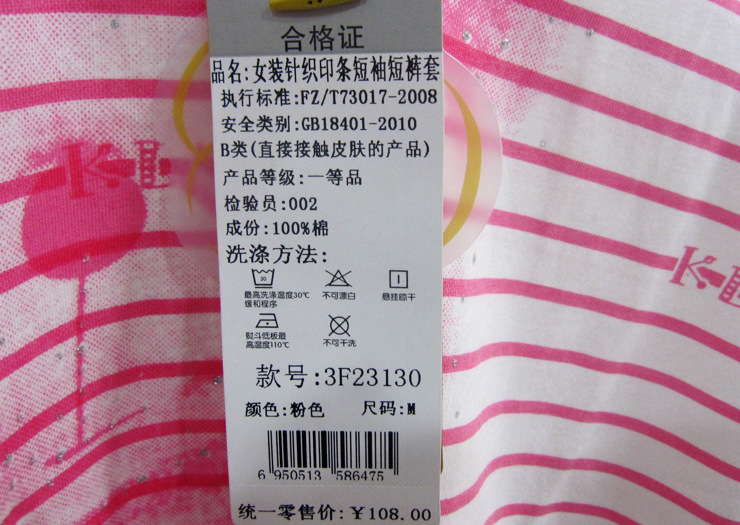 合格证
品名:女装针织印条短袖短裤套
执行标准:FZ/T73017-2008
安全类别:GB18401-2010
B类(直接接触皮肤的产品)
产品等级:一等品
检验员:002
成份:100%棉
洗涤方法:
30
最高洗涤温度30℃
缓和程序
不可漂白
悬挂晾干
熨斗低板最
高温度110℃
不可干洗
款号:3F23130
颜色:粉色 尺码:M
6 950513 586475
统一零售价:¥108.00